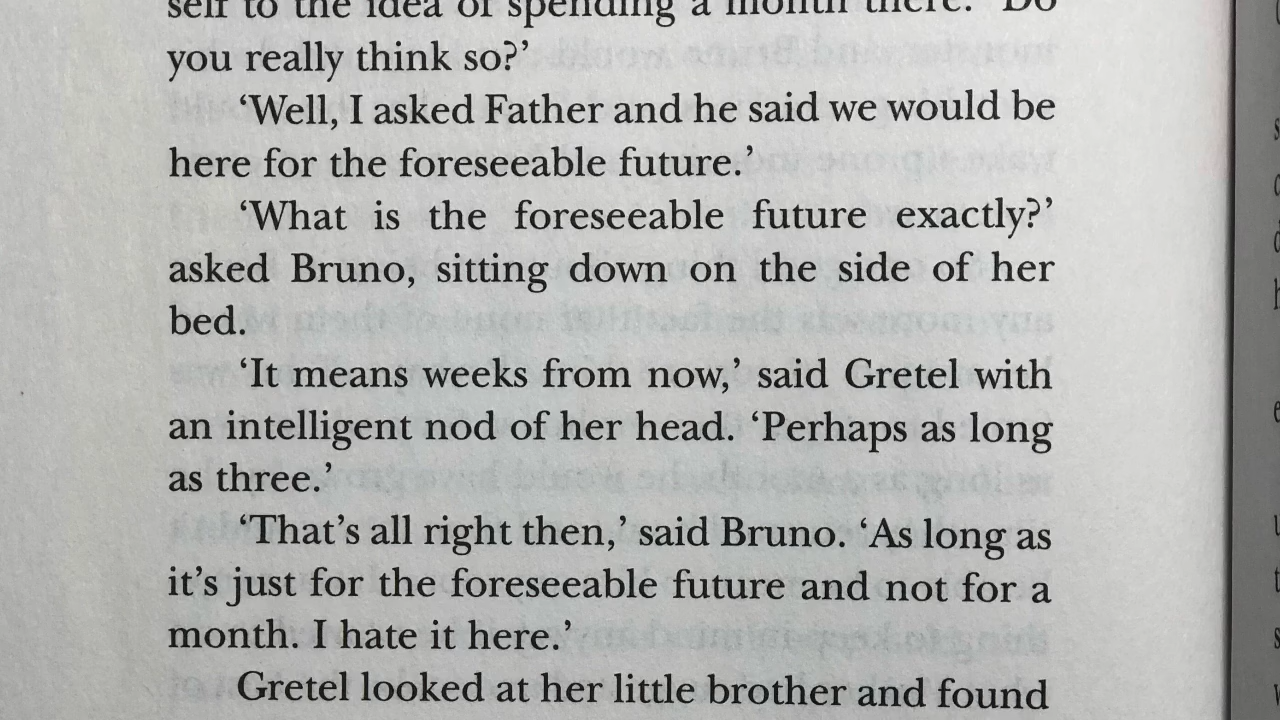 self to the idea of spending a month there. 'Do
you really think so?’
‘Well, I asked Father and he said we would be
here for the foreseeable future.’
‘What is the foreseeable future exactly?’
asked Bruno, sitting down on the side of her
bed.
‘It means weeks from now,’ said Gretel with
an intelligent nod of her head. ‘Perhaps as long
as three.’
‘That’s all right then,’ said Bruno. ‘As long as
it’s just for the foreseeable future and not for a
month. I hate it here.’
Gretel looked at her little brother and found